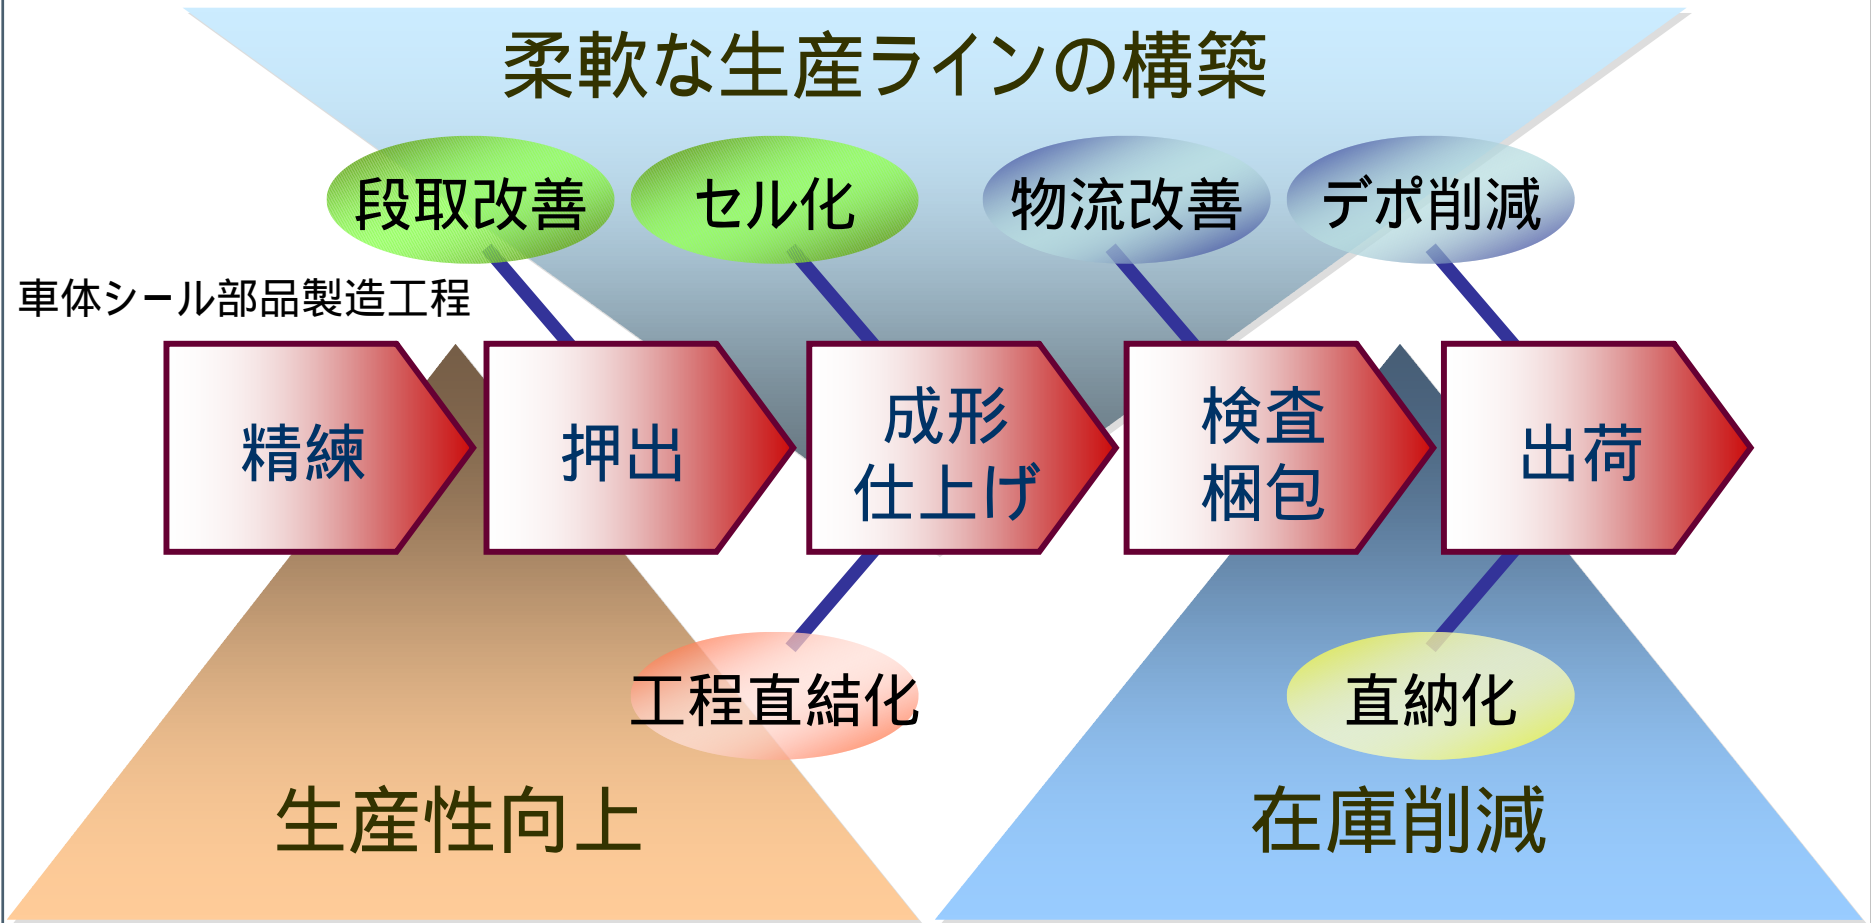 柔軟な生産ラインの構築
段取改善
セル化
物流改善
デポ削減
車体シール部品製造工程
精練
押出
成形
仕上げ
検査
梱包
出荷
工程直結化
直納化
生産性向上
在庫削減